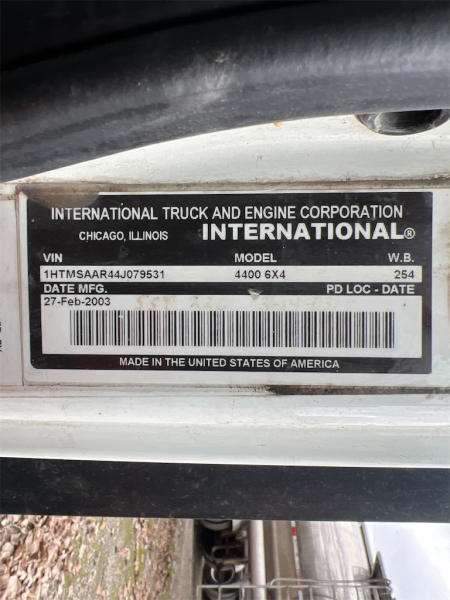 INTERNATIONAL TRUCK AND ENGINE CORPORATION
CHICAGO, ILLINOIS INTERNATIONAL®
VIN MODEL W.B.
1HTMSAAR44J079531 4400 6X4 254
DATE MFG. PD LOC - DATE
27-Feb-2003
MADE IN THE UNITED STATES OF AMERICA